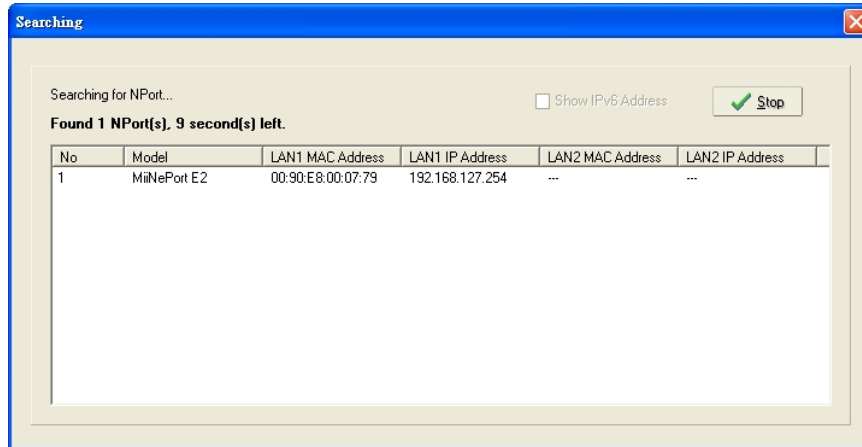 Searching
Searching for NPort...
Show IPv6 Address
Stop
Found 1 NPort(s), 9 second(s) left.
No Model LAN1 MAC Address LAN1 IP Address LAN2 MAC Address LAN2 IP Address
1 MiiNePort E2 00:90:E8:00:07:79 192.168.127.254 --- ---